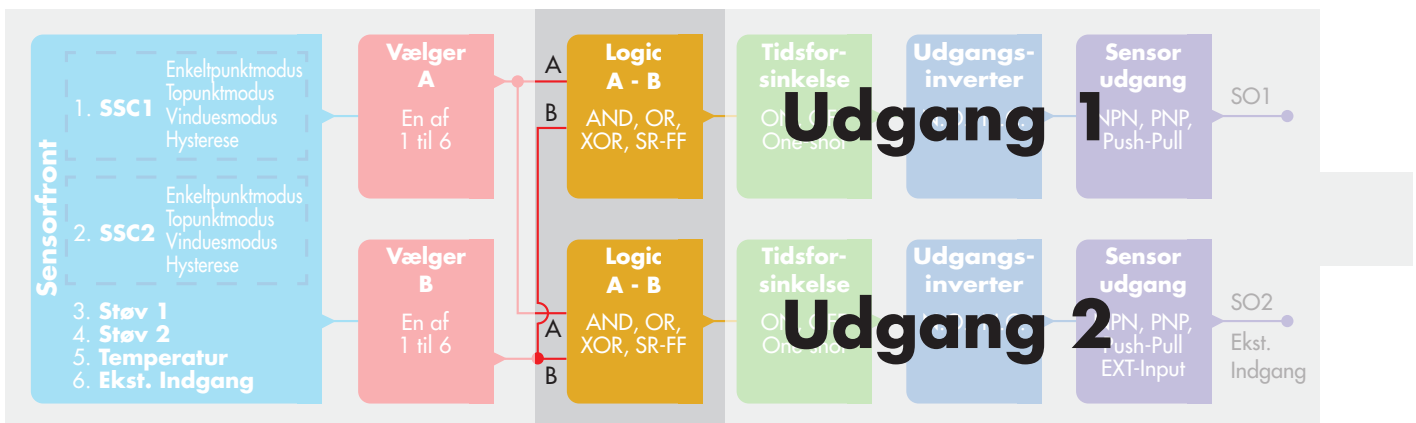 Sensorfront
1. SSC1
Enkeltpunktmodus
Topunktmodus
Vinduesmodus
Hysterese
2. SSC2
Enkeltpunktmodus
Topunktmodus
Vinduesmodus
Hysterese
3. Støv 1
4. Støv 2
5. Temperatur
6. Ekst. Indgang
Vælger
A
En af
1 til 6
A
B
Logic
A - B
AND, OR,
XOR, SR-FF
Tidsfor-
sinkelse
One shot
Udgangs-
inverter
Sensor
udgang
NPN, PNP,
Push-Pull
SO1
Udgang 1
Vælger
B
En af
1 til 6
A
B
Logic
A - B
AND, OR,
XOR, SR-FF
Tidsfor-
sinkelse
One shot
Udgangs-
inverter
Sensor
udgang
NPN, PNP,
Push-Pull
EXT-Input
SO2
Ekst.
Indgang
Udgang 2